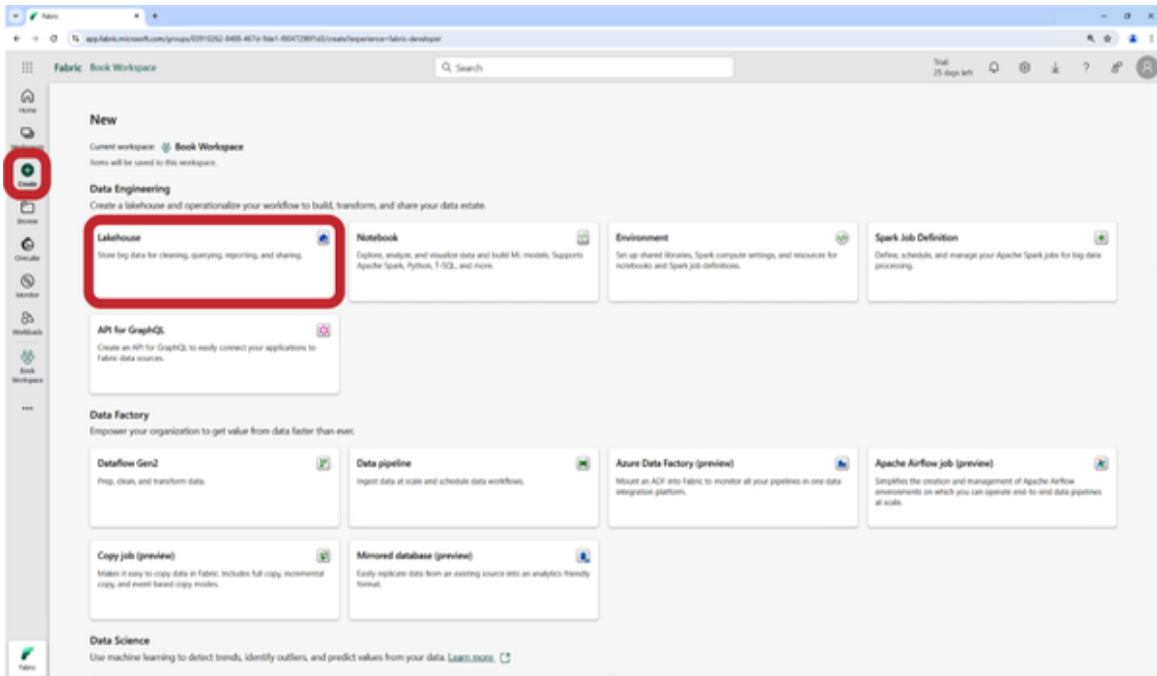 Fabric
app.fabric.microsoft.com/groups/
Fabric Book Workspace
Search
Trial
25 days left
Home
Workspaces
Create
Browse
OneLake
Monitor
Workloads
Book
Workspace
Fabric
New
Current workspace: Book Workspace
Items will be saved to this workspace.
Data Engineering
Create a lakehouse and operationalize your workflow to build, transform, and share your data estate.
Lakehouse
Store big data for cleaning, querying, reporting, and sharing.
Notebook
Explore, analyze, and visualize data and build ML models. Supports
Apache Spark, Python, T-SQL, and more.
Environment
Set up shared libraries, Spark compute settings, and resources for
notebooks and Spark job definitions.
Spark Job Definition
Define, schedule, and manage your Apache Spark jobs for big data
processing.
API for GraphQL
Create an API for GraphQL to easily connect your applications to
Fabric data sources.
Data Factory
Empower your organization to get value from data faster than ever.
Dataflow Gen2
Prep, clean, and transform data.
Data pipeline
Ingest data at scale and schedule data workflows.
Azure Data Factory (preview)
Mount an ADF into Fabric to monitor all your pipelines in one data
integration platform.
Apache Airflow job (preview)
Simplifies the creation and management of Apache Airflow
environments on which you can operate end-to-end data pipelines
at scale.
Copy job (preview)
Makes it easy to copy data in Fabric. Includes full copy, incremental
copy, and event-based copy modes.
Mirrored database (preview)
Easily replicate data from an existing source into an analytics friendly
format.
Data Science
Use machine learning to detect trends, identify outliers, and predict values from your data. Learn more